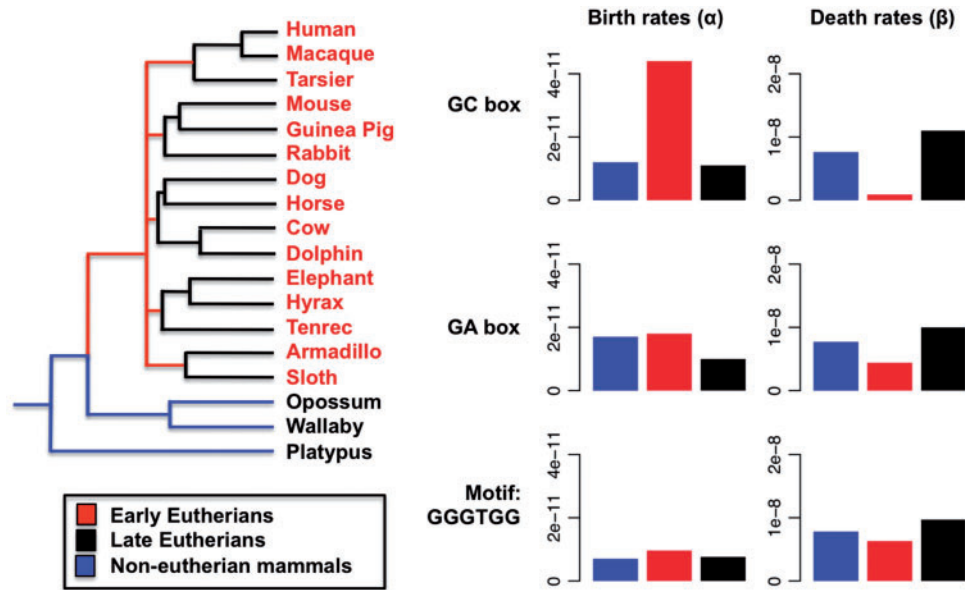 Human
Macaque
Tarsier
Mouse
Guinea Pig
Rabbit
Dog
Horse
Cow
Dolphin
Elephant
Hyrax
Tenrec
Armadillo
Sloth
Opossum
Wallaby
Platypus
Early Eutherians
Late Eutherians
Non-eutherian mammals
Birth rates (α)
Death rates (β)
GC box
0
2e−11
4e−11
0
1e−8
2e−8
GA box
0
2e−11
4e−11
0
1e−8
2e−8
Motif:
GGGTGG
0
2e−11
4e−11
0
1e−8
2e−8